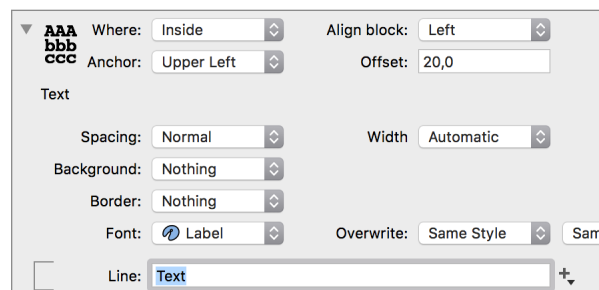 AAA Where: Inside Align block: Left
bbb
ccc Anchor: Upper Left Offset: 20,0
Text
Spacing: Normal Width Automatic
Background: Nothing
Border: Nothing
Font: Label Overwrite: Same Style Sam
Line: Text